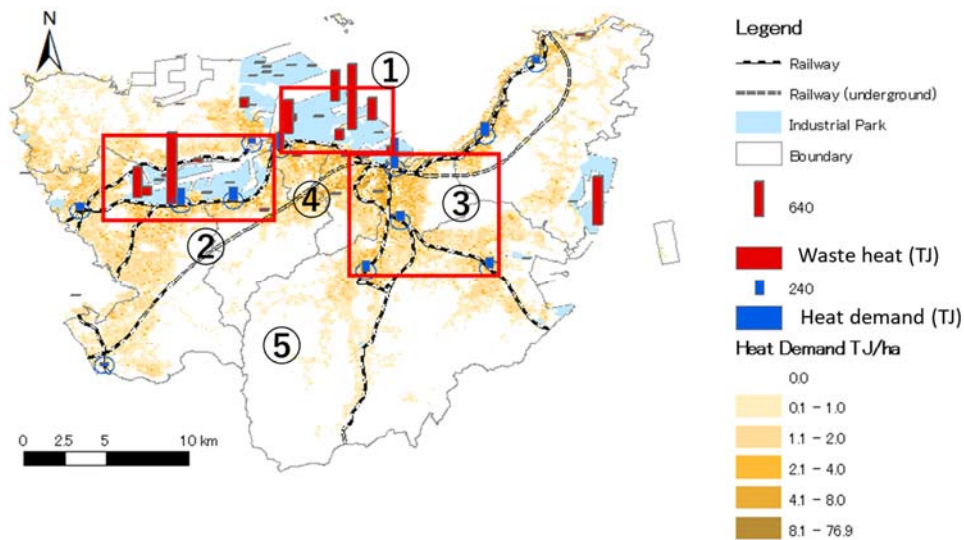 N
①
②
③
④
⑤
0 2.5 5 10 km
Legend
Railway
Railway (underground)
Industrial Park
Boundary
640
Waste heat (TJ)
240
Heat demand (TJ)
Heat Demand TJ/ha
0.0
0.1 - 1.0
1.1 - 2.0
2.1 - 4.0
4.1 - 8.0
8.1 - 76.9